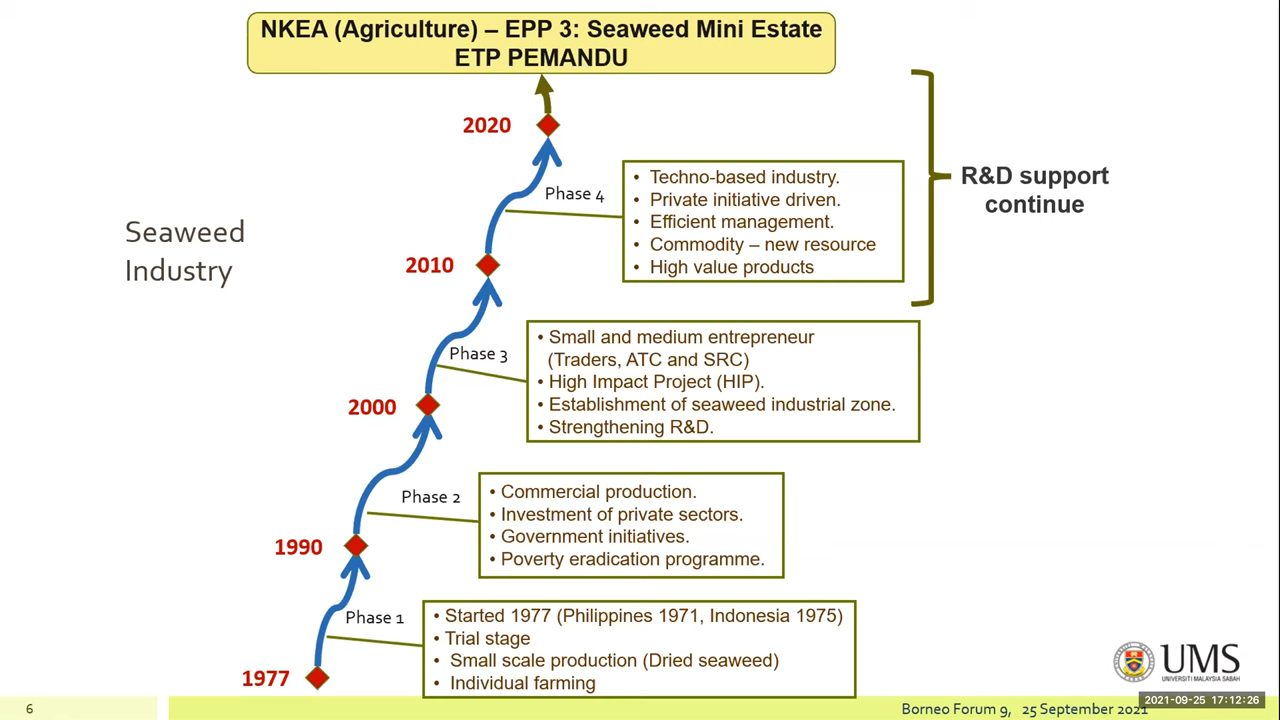 NKEA (Agriculture) – EPP 3: Seaweed Mini Estate
ETP PEMANDU
2020
Phase 4
• Techno-based industry.
• Private initiative driven.
• Efficient management.
• Commodity – new resource
• High value products
R&D support
continue
Seaweed
Industry
2010
Phase 3
• Small and medium entrepreneur
(Traders, ATC and SRC)
• High Impact Project (HIP).
• Establishment of seaweed industrial zone.
• Strengthening R&D.
2000
Phase 2
• Commercial production.
• Investment of private sectors.
• Government initiatives.
• Poverty eradication programme.
1990
Phase 1
• Started 1977 (Philippines 1971, Indonesia 1975)
• Trial stage
• Small scale production (Dried seaweed)
• Individual farming
1977
UMS
UNIVERSITI MALAYSIA SABAH
2021-09-25 17:12:26
6
Borneo Forum 9, 25 September 2021